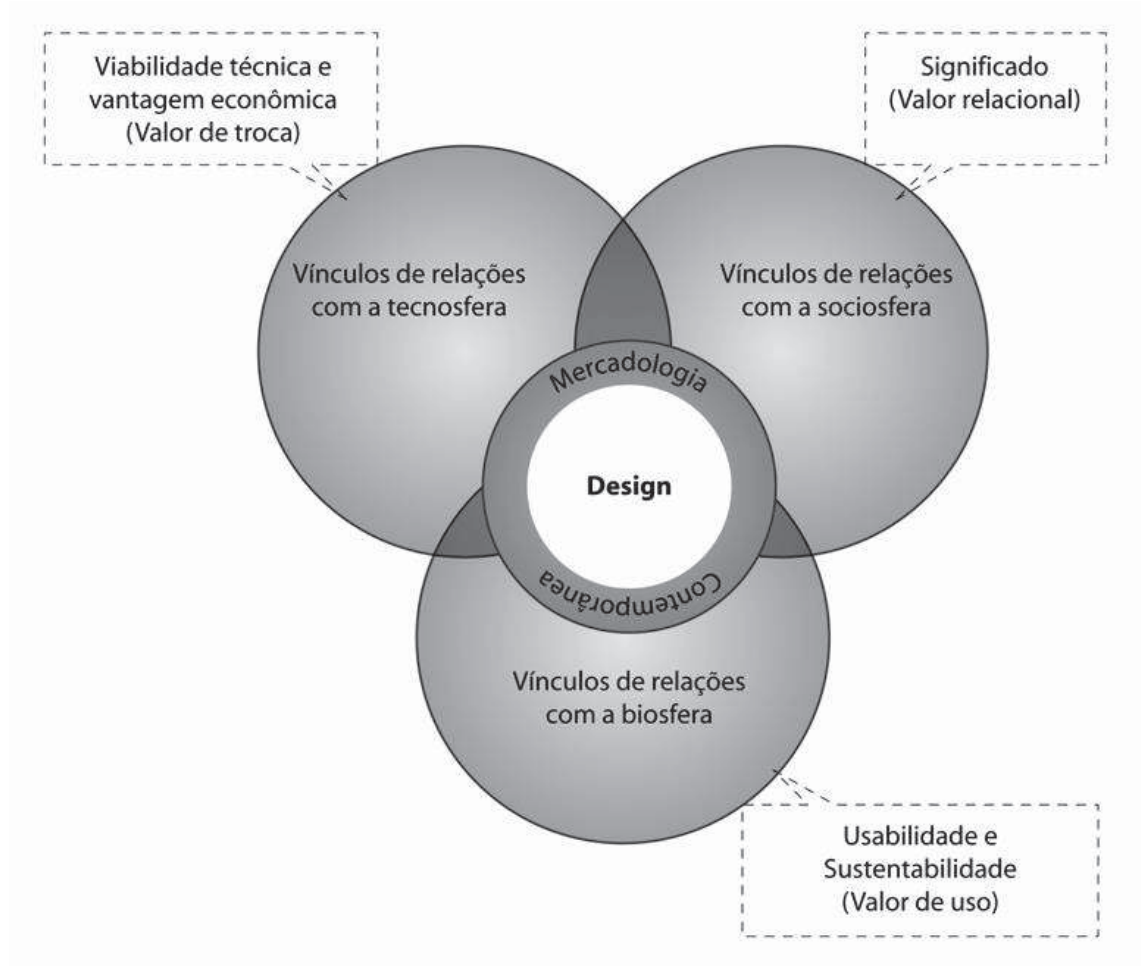 Viabilidade técnica e
vantagem econômica
(Valor de troca)
Significado
(Valor relacional)
Vínculos de relações
com a tecnosfera
Vínculos de relações
com a sociosfera
Mercadologia
Design
Contemporânea
Vínculos de relações
com a biosfera
Usabilidade e
Sustentabilidade
(Valor de uso)